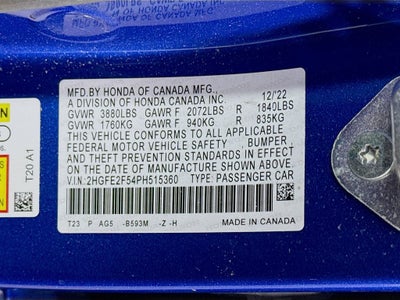 MFD.BY HONDA OF CANADA MFG.,
A DIVISION OF HONDA CANADA INC 12/'22
GVWR 3880LBS GAWR F 2072LBS R 1840LBS
GVWR 1760KG GAWR F 940KG R 835KG
THIS VEHICLE CONFORMS TO ALL APPLICABLE
FEDERAL MOTOR VEHICLE SAFETY , BUMPER ,
AND THEFT PREVENTION STANDARDS IN EFFECT
ON THE DATE OF MANUFACTURE SHOWN ABOVE.
V.I.N: 2HGFE2F54PH515360 TYPE: PASSENGER CAR
T23 P AG5 -B593M -Z -H MADE IN CANADA
T20 A1